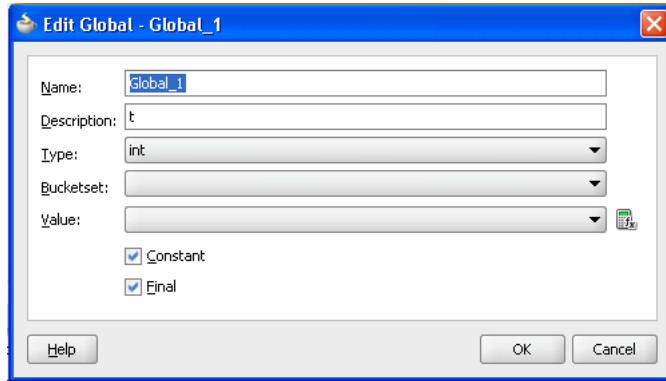 Edit Global - Global_1
Name: Global_1
Description: t
Type: int
Bucketset:
Value:
Constant
Final
Help OK Cancel